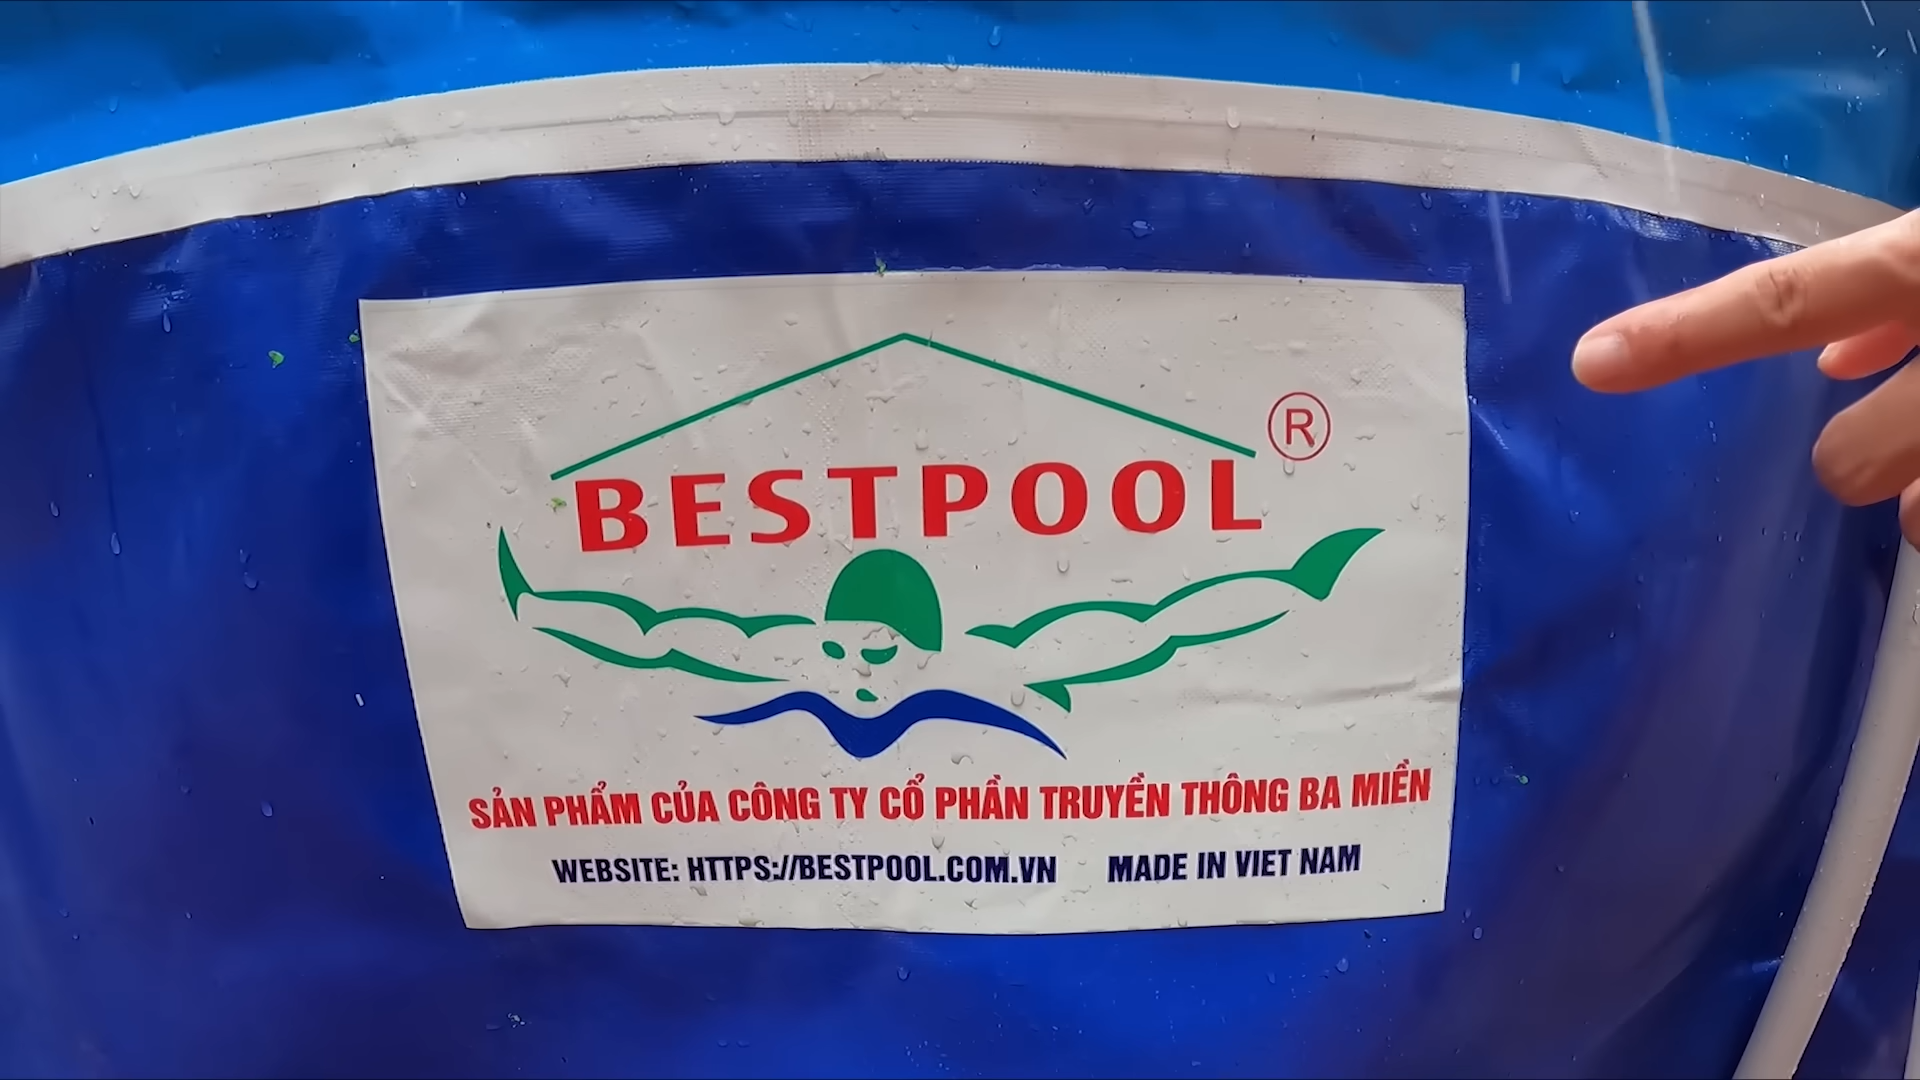 BESTPOOL ®
SẢN PHẨM CỦA CÔNG TY CỔ PHẦN TRUYỀN THÔNG BA MIỀN
WEBSITE: HTTPS://BESTPOOL.COM.VN MADE IN VIET NAM